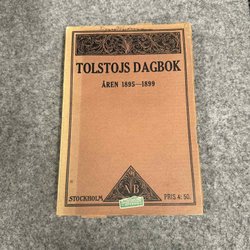 TOLSTOJS DAGBOK
ÅREN 1895—1899
STOCKHOLM
PRIS 4: 50.